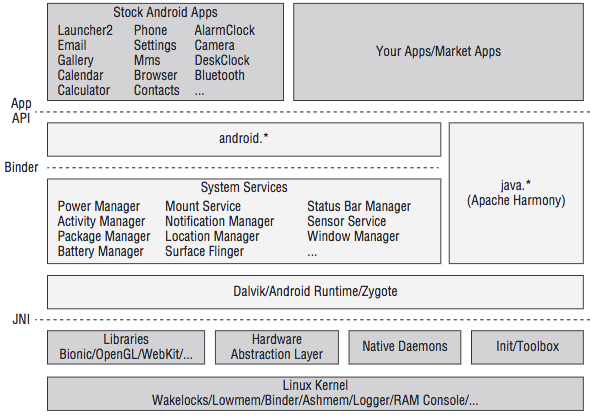 Stock Android Apps
Launcher2 Phone AlarmClock
Email Settings Camera
Gallery Mms DeskClock
Calendar Browser Bluetooth
Calculator Contacts ...
Your Apps/Market Apps
App
API
android.*
java.*
(Apache Harmony)
Binder
System Services
Power Manager Mount Service Status Bar Manager
Activity Manager Notification Manager Sensor Service
Package Manager Location Manager Window Manager
Battery Manager Surface Flinger ...
Dalvik/Android Runtime/Zygote
JNI
Libraries
Bionic/OpenGL/WebKit/...
Hardware
Abstraction Layer
Native Daemons
Init/Toolbox
Linux Kernel
Wakelocks/Lowmem/Binder/Ashmem/Logger/RAM Console/...